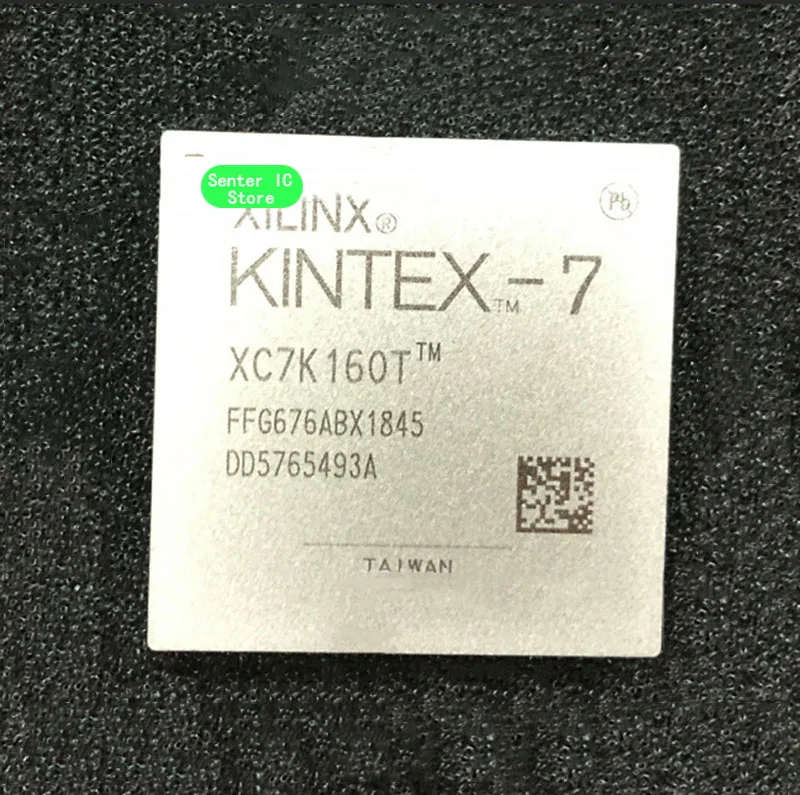 Senter IC
Store
XILINX®
Pb
KINTEX™-7
XC7K160T™
FFG676ABX1845
DD5765493A
TAIWAN